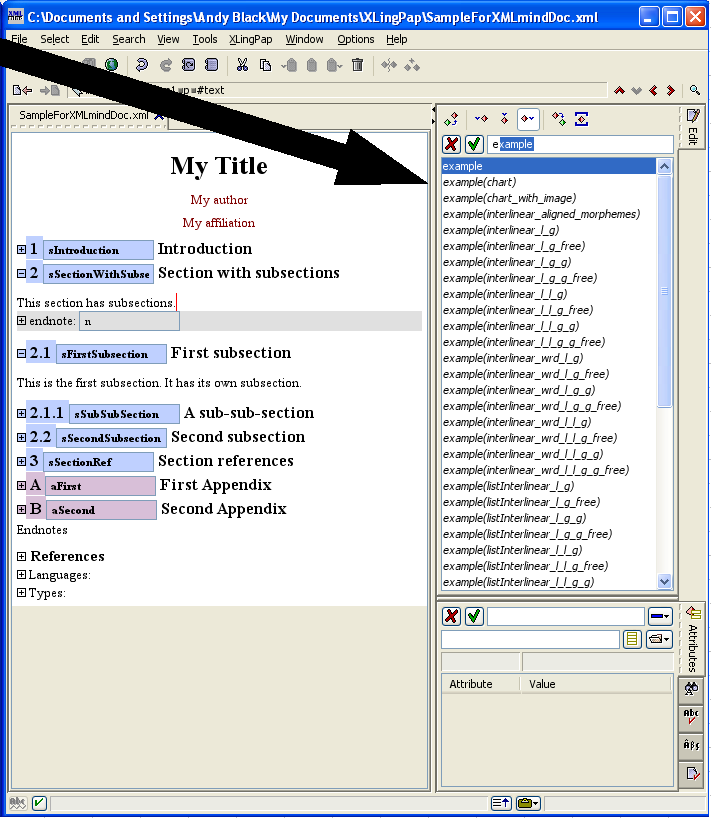 C:\Documents and Settings\Andy Black\My Documents\XLingPap\SampleForXMLmindDoc.xml
File Select Edit Search View Tools XLingPap Window Options Help
p #text
SampleForXMLmindDoc.xml
Edit
example
My Title
My author
My affiliation
1 sIntroduction Introduction
2 sSectionWithSubse Section with subsections
This section has subsections.
endnote: n
2.1 sFirstSubsection First subsection
This is the first subsection. It has its own subsection.
2.1.1 sSubSubSection A sub-sub-section
2.2 sSecondSubsection Second subsection
3 sSectionRef Section references
A aFirst First Appendix
B aSecond Second Appendix
Endnotes
References
Languages:
Types:
example
example(chart)
example(chart_with_image)
example(interlinear_aligned_morphemes)
example(interlinear_l_g)
example(interlinear_l_g_free)
example(interlinear_l_g_g)
example(interlinear_l_g_g_free)
example(interlinear_l_l_g)
example(interlinear_l_l_g_free)
example(interlinear_l_l_g_g)
example(interlinear_l_l_g_g_free)
example(interlinear_wrd_l_g)
example(interlinear_wrd_l_g_free)
example(interlinear_wrd_l_g_g)
example(interlinear_wrd_l_g_g_free)
example(interlinear_wrd_l_l_g)
example(interlinear_wrd_l_l_g_free)
example(interlinear_wrd_l_l_g_g)
example(interlinear_wrd_l_l_g_g_free)
example(listInterlinear_l_g)
example(listInterlinear_l_g_free)
example(listInterlinear_l_g_g)
example(listInterlinear_l_g_g_free)
example(listInterlinear_l_l_g)
example(listInterlinear_l_l_g_free)
example(listInterlinear_l_l_g_g)
Attributes
Attribute Value
Abc
Abc